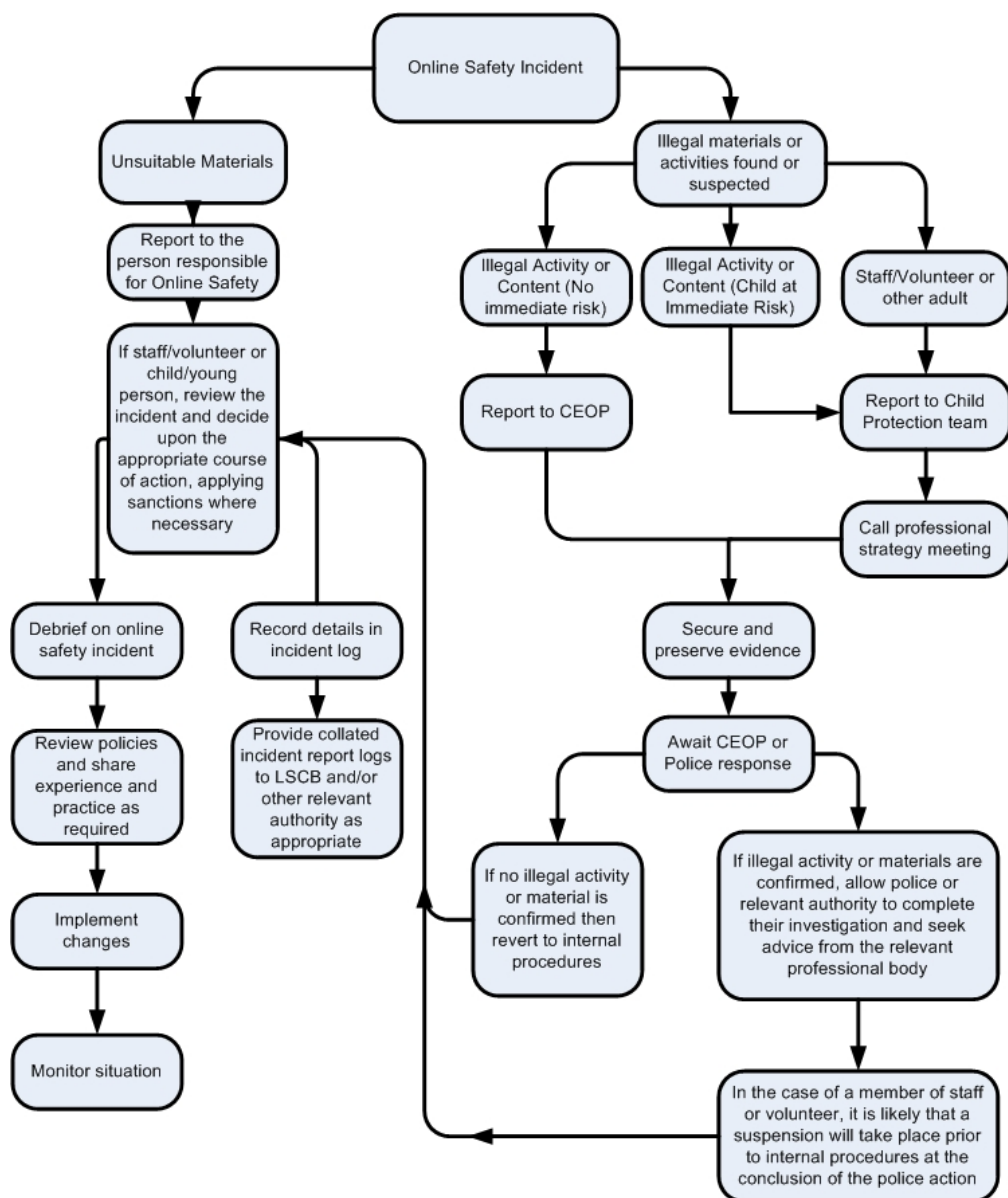 Online Safety Incident
Unsuitable Materials
Report to the
person responsible
for Online Safety
If staff/volunteer or
child/young
person, review the
incident and decide
upon the
appropriate course
of action, applying
sanctions where
necessary
Debrief on online
safety incident
Review policies
and share
experience and
practice as
required
Implement
changes
Monitor situation
Record details in
incident log
Provide collated
incident report logs
to LSCB and/or
other relevant
authority as
appropriate
Illegal materials or
activities found or
suspected
Illegal Activity or
Content (No
immediate risk)
Illegal Activity or
Content (Child at
Immediate Risk)
Staff/Volunteer or
other adult
Report to CEOP
Report to Child
Protection team
Call professional
strategy meeting
Secure and
preserve evidence
Await CEOP or
Police response
If no illegal activity
or material is
confirmed then
revert to internal
procedures
If illegal activity or materials are
confirmed, allow police or
relevant authority to complete
their investigation and seek
advice from the relevant
professional body
In the case of a member of staff
or volunteer, it is likely that a
suspension will take place prior
to internal procedures at the
conclusion of the police action